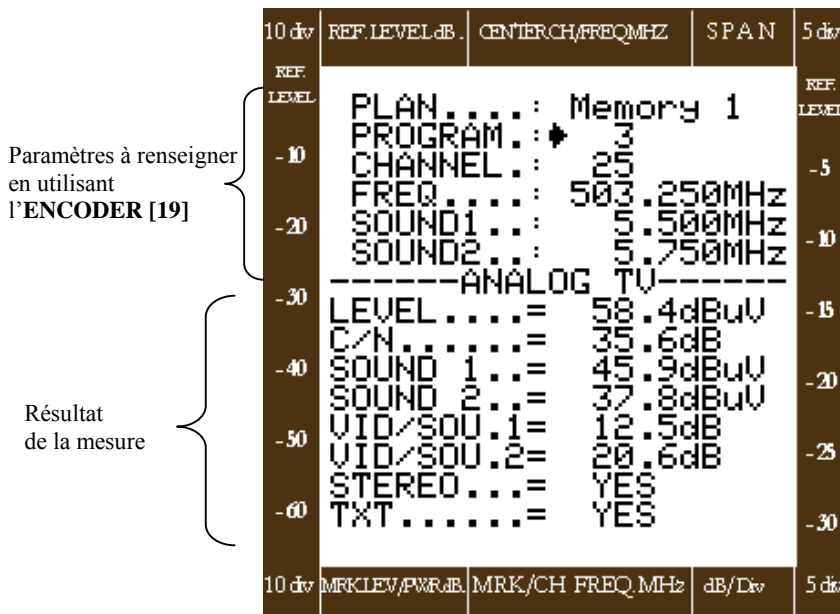 10 div REF. LEVEL dB. CENTER CH/FREQ MHZ SPAN 5 div
REF.
LEVEL
REF.
LEVEL
PLAN....: Memory 1
PROGRAM.: 3
CHANNEL.: 25
FREQ....: 503.250MHz
SOUND1..: 5.500MHz
SOUND2..: 5.750MHz
------ANALOG TV------
LEVEL....= 58.4dBuV
C/N......= 35.6dB
SOUND 1..= 45.9dBuV
SOUND 2..= 37.8dBuV
VID/SOU.1= 12.5dB
VID/SOU.2= 20.6dB
STEREO...= YES
TXT......= YES
Paramètres à renseigner
en utilisant
l'ENCODER [19]
Résultat
de la mesure
-10
-20
-30
-40
-50
-60
-5
-10
-15
-20
-25
-30
10 div MRK LEV/PWR dB. MRK/CH FREQ. MHz dB/Div 5 div